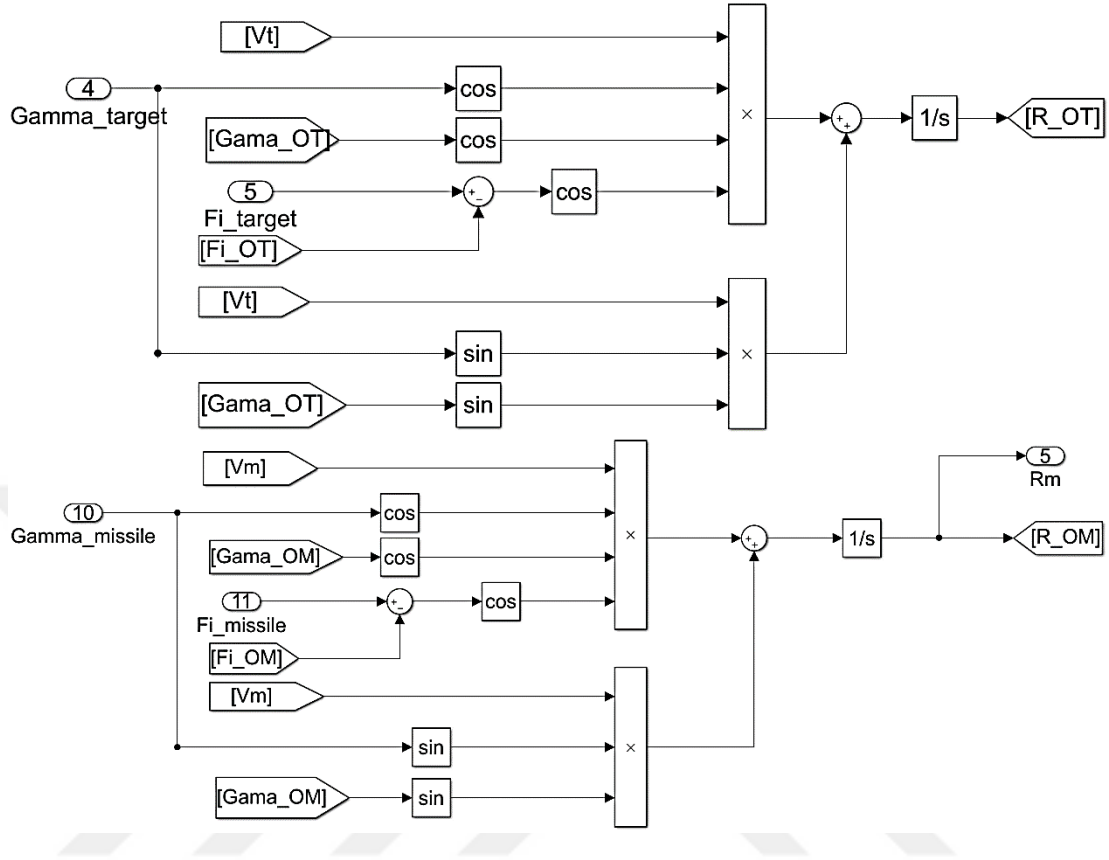 [Vt]
4
Gamma_target
cos
[Gama_OT]
cos
5
Fi_target
+
−
cos
[Fi_OT]
×
+
+
1/s
[R_OT]
[Vt]
sin
[Gama_OT]
sin
×
[Vm]
10
Gamma_missile
cos
[Gama_OM]
cos
11
Fi_missile
+
−
cos
[Fi_OM]
×
+
+
1/s
5
Rm
[R_OM]
[Vm]
sin
[Gama_OM]
sin
×